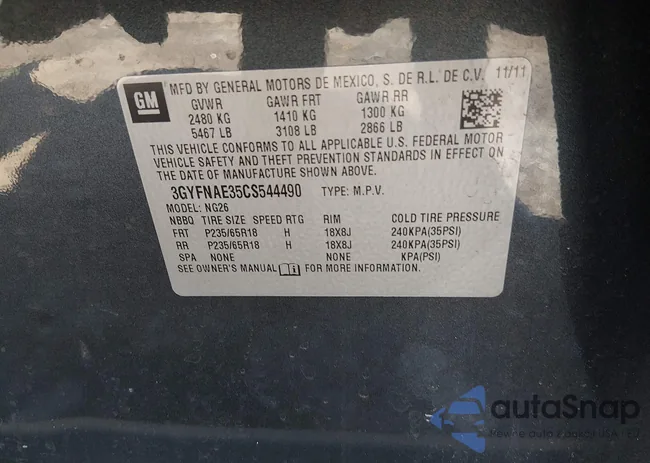 MFD BY GENERAL MOTORS DE MEXICO, S. DE R.L. DE C.V. 11/11
GM
GVWR GAWR FRT GAWR RR
2480 KG 1410 KG 1300 KG
5467 LB 3108 LB 2866 LB
THIS VEHICLE CONFORMS TO ALL APPLICABLE U.S. FEDERAL MOTOR
VEHICLE SAFETY AND THEFT PREVENTION STANDARDS IN EFFECT ON
THE DATE OF MANUFACTURE SHOWN ABOVE.
3GYFNAE35CS544490 TYPE: M.P.V.
MODEL: NG26
NBBQ TIRE SIZE SPEED RTG RIM COLD TIRE PRESSURE
FRT P235/65R18 H 18X8J 240KPA(35PSI)
RR P235/65R18 H 18X8J 240KPA(35PSI)
SPA NONE NONE KPA(PSI)
SEE OWNER'S MANUAL FOR MORE INFORMATION.
autoSnap